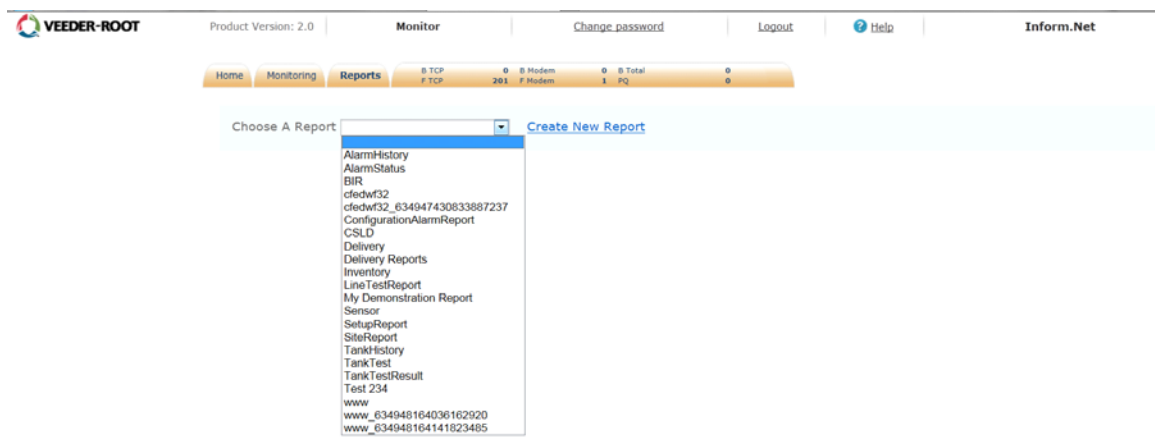 VEEDER-ROOT Product Version: 2.0 Monitor Change password Logout ? Help Inform.Net
Home Monitoring Reports B TCP 0 B Modem 0 B Total 0
F TCP 201 F Modem 1 PQ 0
Choose A Report Create New Report
AlarmHistory
AlarmStatus
BIR
cfedwf32
cfedwf32_634947430833887237
ConfigurationAlarmReport
CSLD
Delivery
Delivery Reports
Inventory
LineTestReport
My Demonstration Report
Sensor
SetupReport
SiteReport
TankHistory
TankTest
TankTestResult
Test 234
www
www_634948164036162920
www_634948164141823485